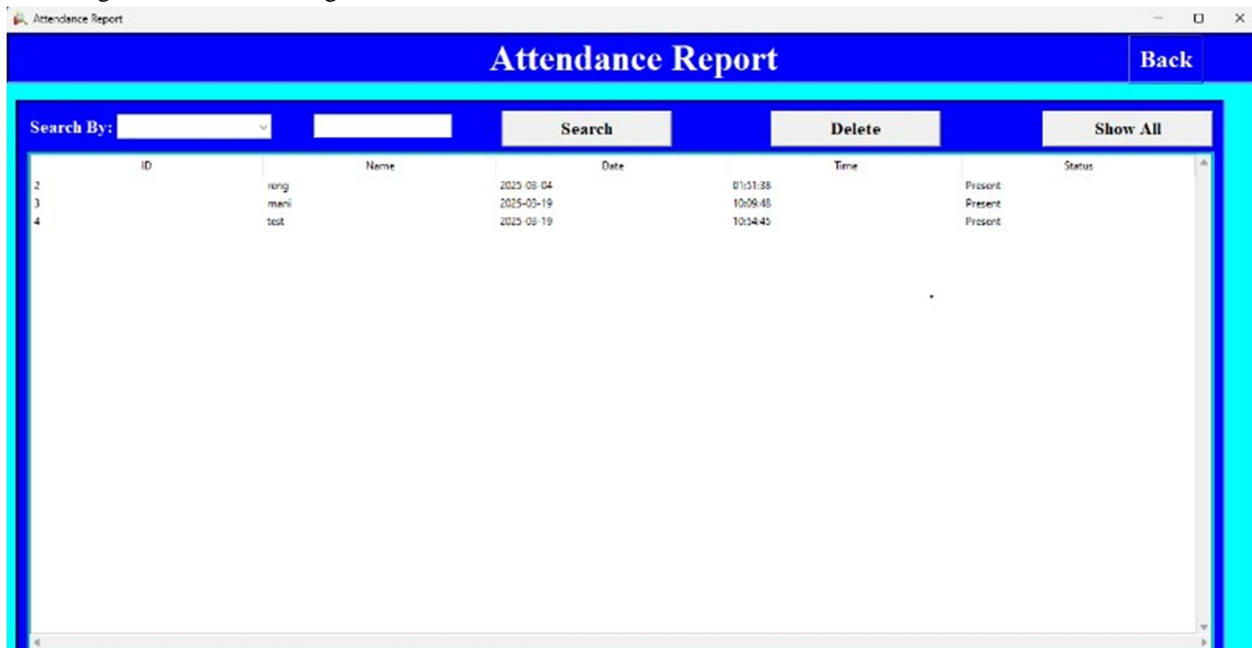 Attendance Report
Attendance Report Back
Search By: Search Delete Show All
ID Name Date Time Status
2 reng 2025-03-04 01:51:38 Present
3 mani 2025-03-19 10:09:48 Present
4 test 2025-03-19 10:54:45 Present